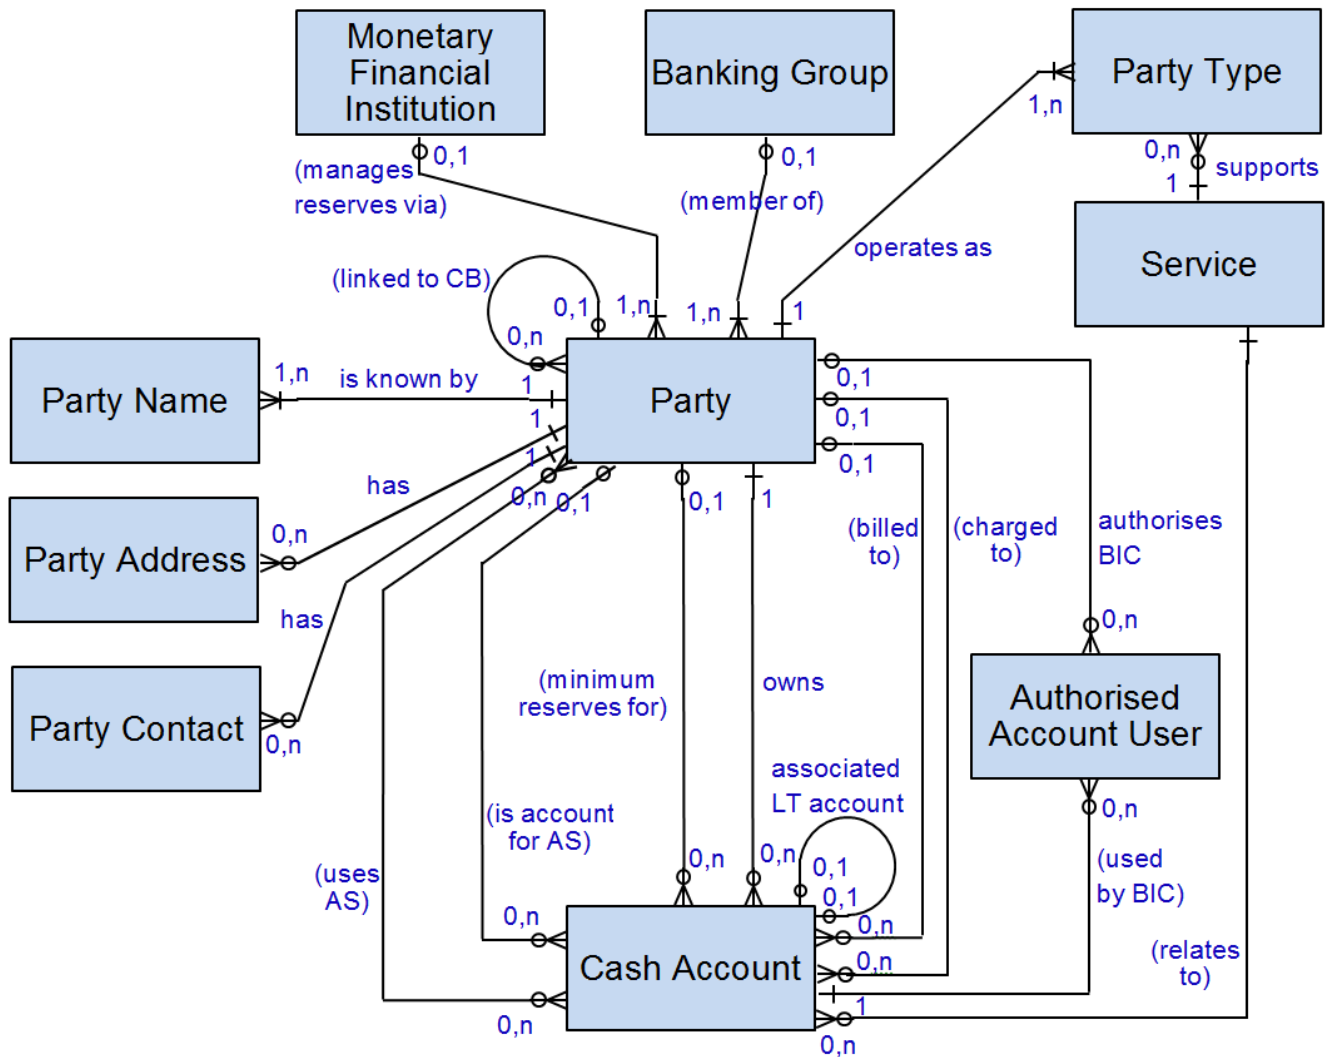 Monetary
Financial
Institution
Banking Group
Party Type
0,1
0,1
1,n
0,n
supports
1
(manages
reserves via)
(member of)
operates as
Service
(linked to CB)
0,1
1,n
1,n
1
0,n
Party Name
1,n
is known by
1
Party
0,1
0,1
0,1
1
1
has
0,n
0,1
0,1
1
Party Address
0,n
(billed
to)
(charged
to)
authorises
BIC
has
0,n
Party Contact
0,n
(minimum
reserves for)
owns
Authorised
Account User
associated
LT account
0,n
(is account
for AS)
(uses
AS)
0,n
0,n
0,1
0,1
(used
by BIC)
0,n
0,n
0,n
(relates
to)
Cash Account
1
0,n
0,n